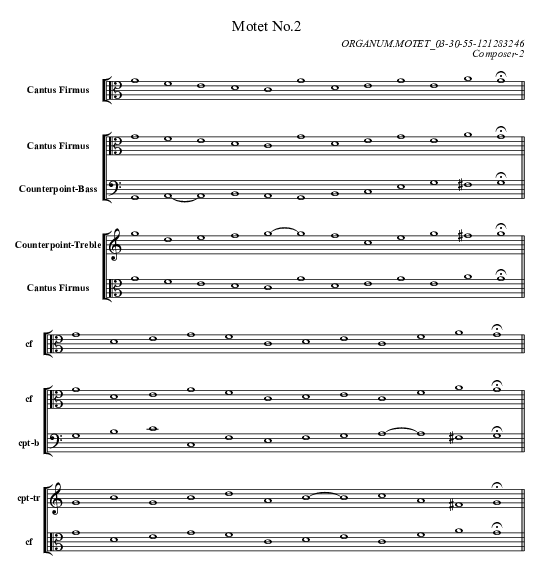 Motet No.2
ORGANUM.MOTET_03-30-55-121283246
Composer-2
Cantus Firmus
Cantus Firmus
Counterpoint-Bass
Counterpoint-Treble
Cantus Firmus
cf
cf
cpt-b
cpt-tr
cf